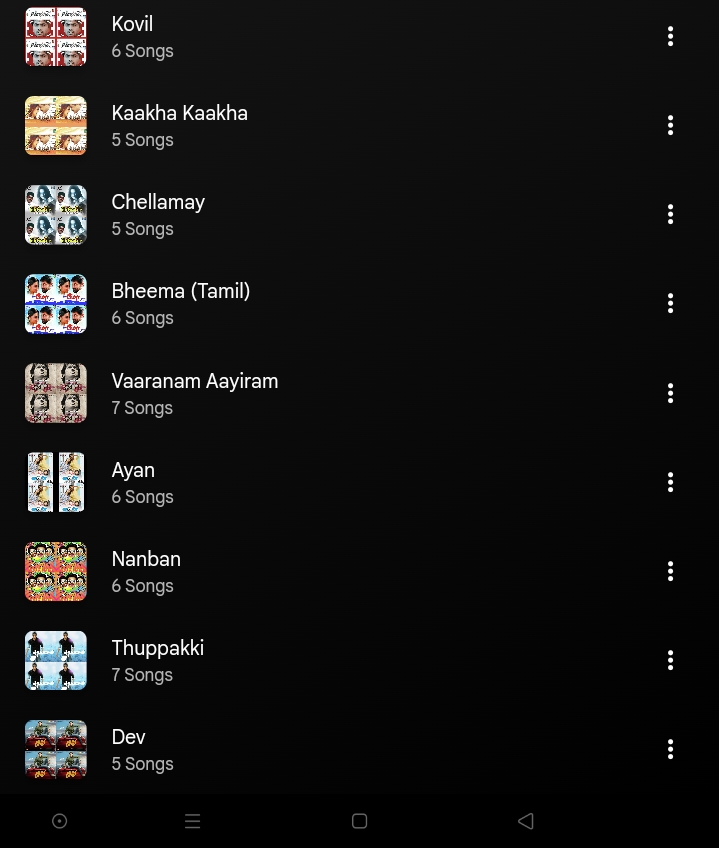 Kovil
6 Songs
Kaakha Kaakha
5 Songs
Chellamay
5 Songs
Bheema (Tamil)
6 Songs
Vaaranam Aayiram
7 Songs
Ayan
6 Songs
Nanban
6 Songs
Thuppakki
7 Songs
Dev
5 Songs